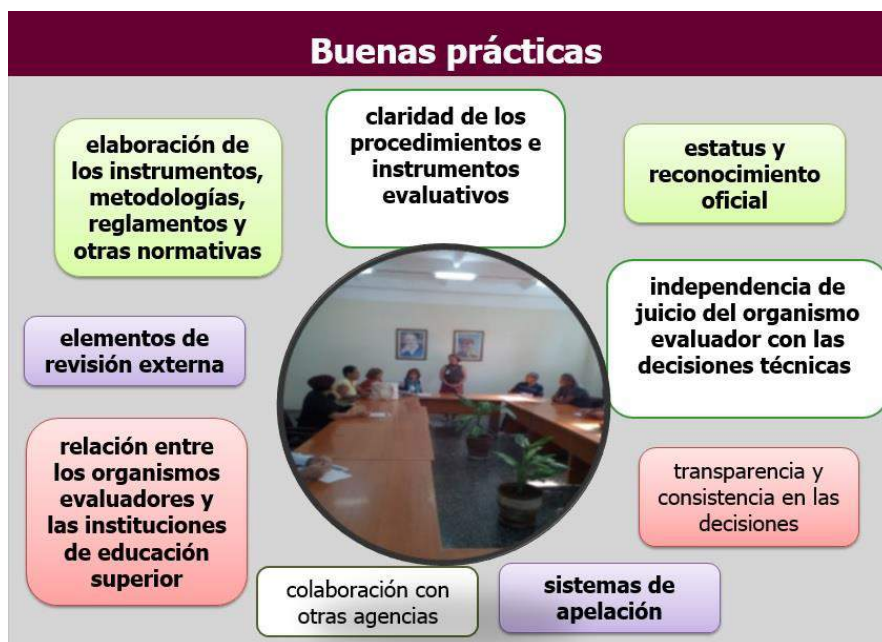 Buenas prácticas
elaboración de
los instrumentos,
metodologías,
reglamentos y
otras normativas
claridad de los
procedimientos e
instrumentos
evaluativos
estatus y
reconocimiento
oficial
elementos de
revisión externa
independencia de
juicio del organismo
evaluador con las
decisiones técnicas
relación entre
los organismos
evaluadores y
las instituciones
de educación
superior
transparencia y
consistencia en las
decisiones
colaboración con
otras agencias
sistemas de
apelación